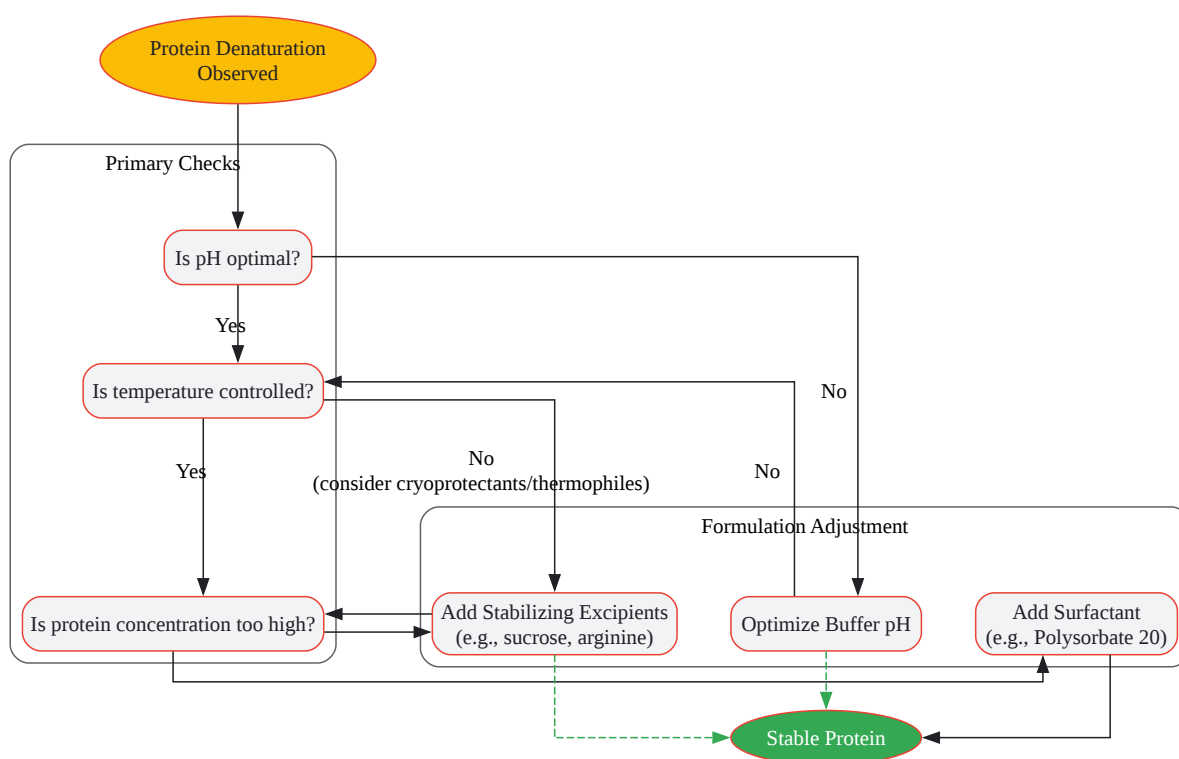 Protein Denaturation
Observed
Primary Checks
Is pH optimal?
Yes
Is temperature controlled?
No
Yes
No
(consider cryoprotectants/thermophiles)
No
Formulation Adjustment
Is protein concentration too high?
Add Stabilizing Excipients
(e.g., sucrose, arginine)
Optimize Buffer pH
Add Surfactant
(e.g., Polysorbate 20)
Stable Protein